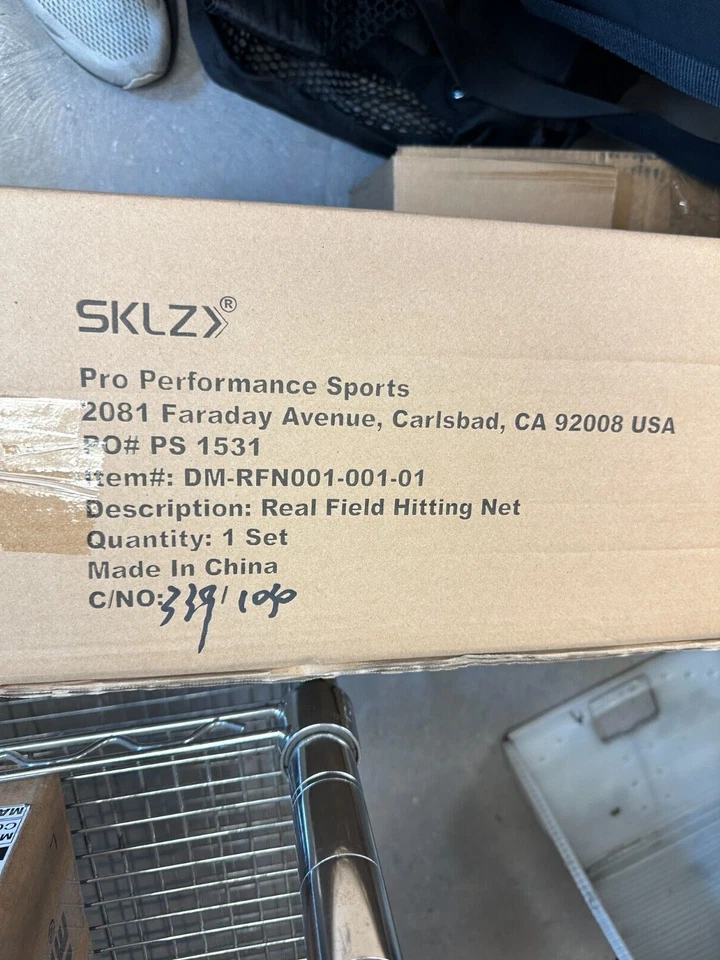 SKLZ®
Pro Performance Sports
2081 Faraday Avenue, Carlsbad, CA 92008 USA
PO# PS 1531
Item#: DM-RFN001-001-01
Description: Real Field Hitting Net
Quantity: 1 Set
Made In China
C/NO:339/